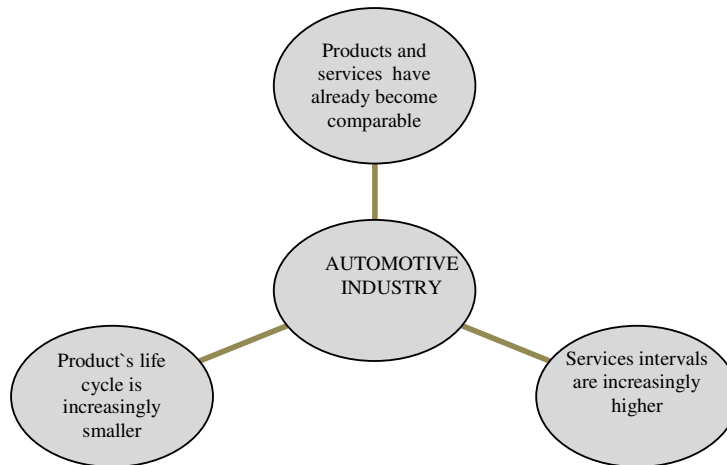 Products and
services have
already become
comparable
AUTOMOTIVE
INDUSTRY
Product`s life
cycle is
increasingly
smaller
Services intervals
are increasingly
higher